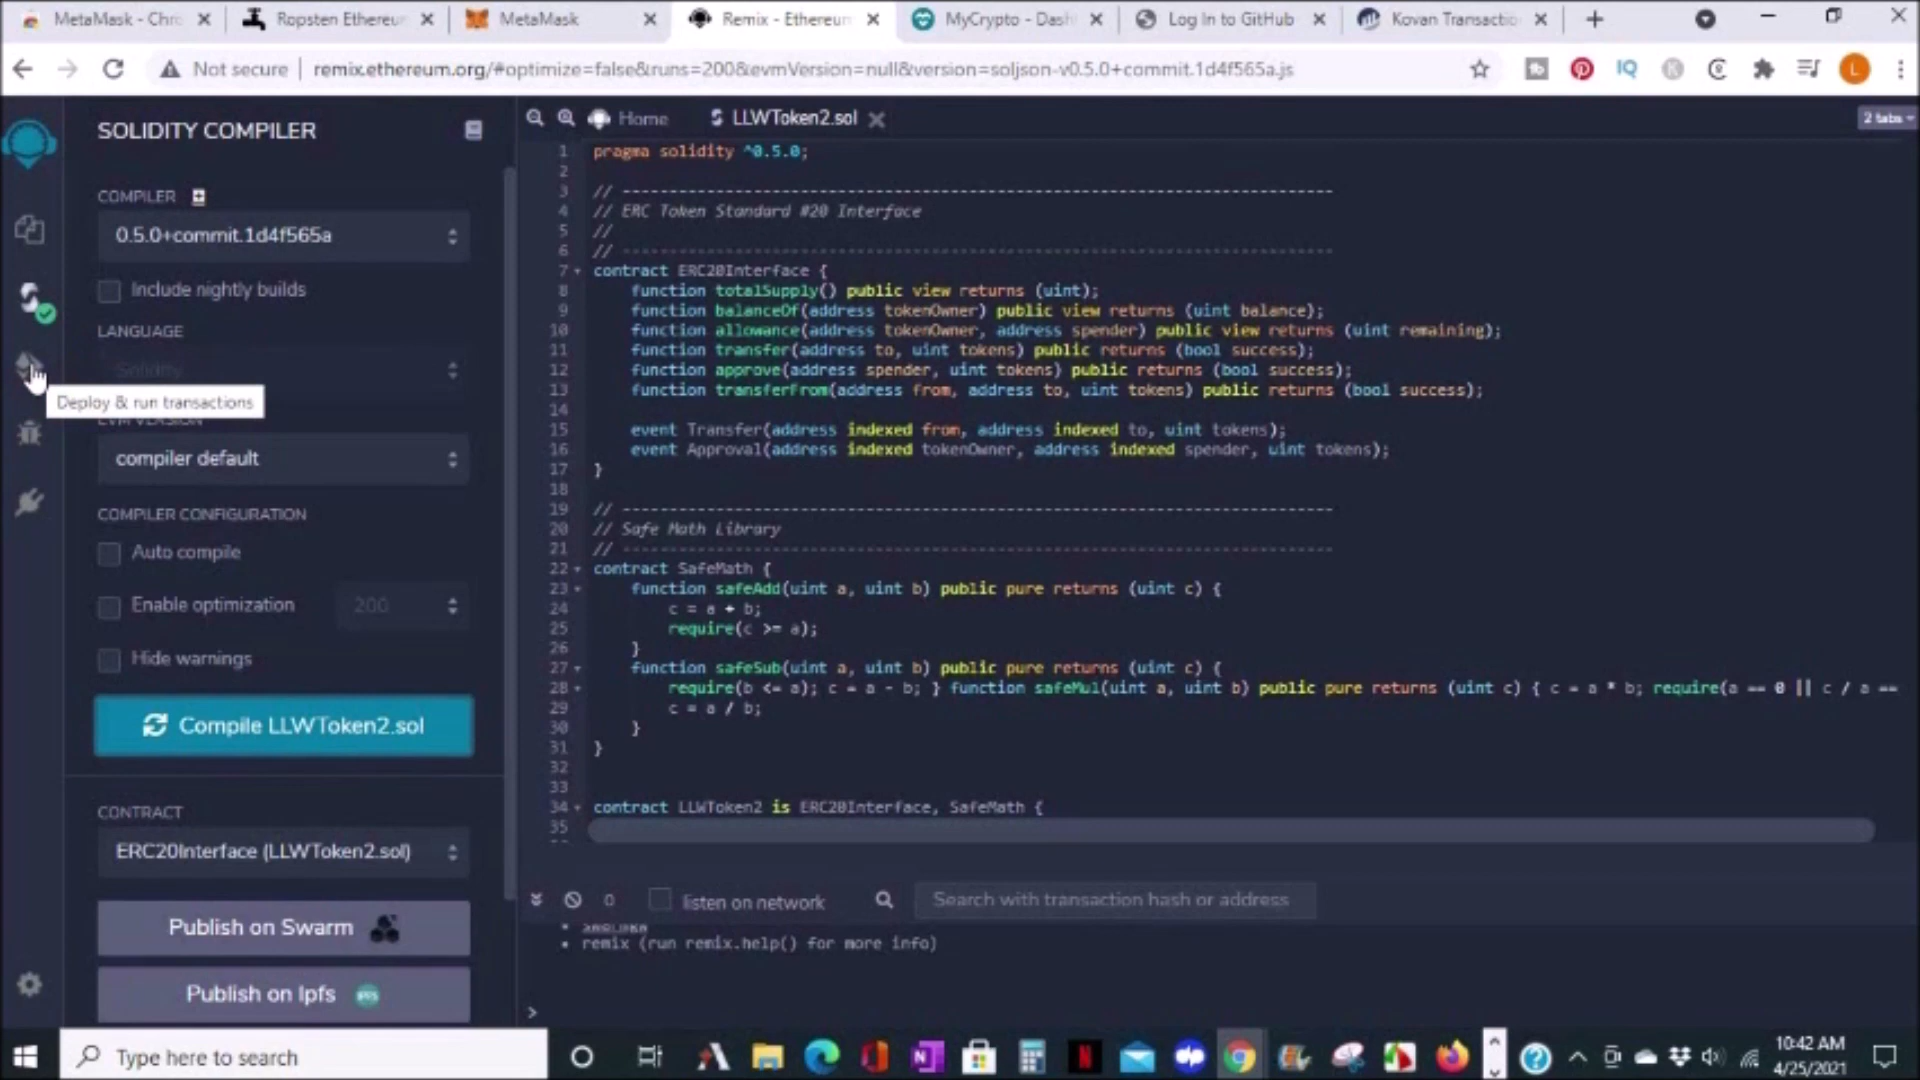 MetaMask - Chro
Ropsten Ethereum
MetaMask
Remix - Ethereum
MyCrypto - Dash
Log In to GitHub
Kovan Transactio
Not secure
remix.ethereum.org/#optimize=false&runs=200&evmVersion=null&version=soljson-v0.5.0+commit.1d4f565a.js
IQ
L
SOLIDITY COMPILER
COMPILER
0.5.0+commit.1d4f565a
Include nightly builds
LANGUAGE
Solidity
Deploy & run transactions
EVM VERSION
compiler default
COMPILER CONFIGURATION
Auto compile
Enable optimization
200
Hide warnings
Compile LLWToken2.sol
CONTRACT
ERC20Interface (LLWToken2.sol)
Publish on Swarm
Publish on Ipfs
Home
LLWToken2.sol
2 tabs
1 pragma solidity ^0.5.0;
2
3 // ----------------------------------------------------------------------------
4 // ERC Token Standard #20 Interface
5 //
6 // ----------------------------------------------------------------------------
7 contract ERC20Interface {
8 function totalSupply() public view returns (uint);
9 function balanceOf(address tokenOwner) public view returns (uint balance);
10 function allowance(address tokenOwner, address spender) public view returns (uint remaining);
11 function transfer(address to, uint tokens) public returns (bool success);
12 function approve(address spender, uint tokens) public returns (bool success);
13 function transferFrom(address from, address to, uint tokens) public returns (bool success);
14
15 event Transfer(address indexed from, address indexed to, uint tokens);
16 event Approval(address indexed tokenOwner, address indexed spender, uint tokens);
17 }
18
19 // ----------------------------------------------------------------------------
20 // Safe Math Library
21 // ----------------------------------------------------------------------------
22 contract SafeMath {
23 function safeAdd(uint a, uint b) public pure returns (uint c) {
24 c = a + b;
25 require(c >= a);
26 }
27 function safeSub(uint a, uint b) public pure returns (uint c) {
28 require(b <= a); c = a - b; } function safeMul(uint a, uint b) public pure returns (uint c) { c = a * b; require(a == 0 || c / a ==
29 c = a / b;
30 }
31 }
32
33
34 contract LLWToken2 is ERC20Interface, SafeMath {
35
0
listen on network
Search with transaction hash or address
remix (run remix.help() for more info)
>
Type here to search
10:42 AM
4/25/2021